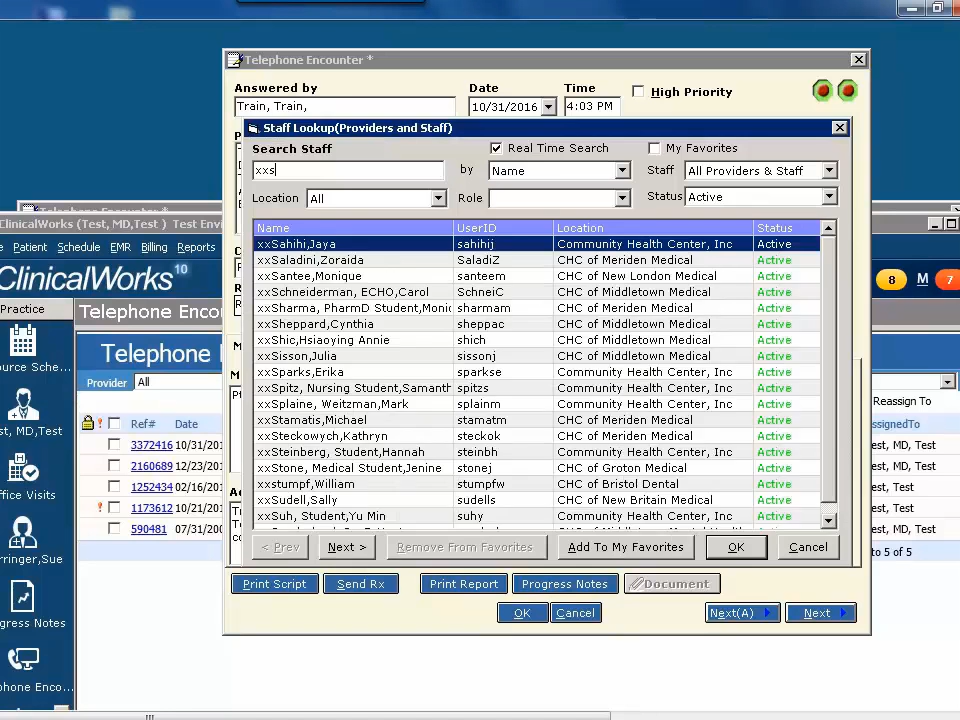 Telephone Encounter *
Answered by
Date
Time
High Priority
Train, Train,
10/31/2016
4:03 PM
Staff Lookup(Providers and Staff)
Search Staff
Real Time Search
My Favorites
xxs
by
Name
Staff
All Providers & Staff
Location
All
Role
Status
Active
Name UserID Location Status
xxSahihi,Jaya sahihij Community Health Center, Inc Active
xxSaladini,Zoraida SaladiZ CHC of Meriden Medical Active
xxSantee,Monique santeem CHC of New London Medical Active
xxSchneiderman, ECHO,Carol SchneiC CHC of Middletown Medical Active
xxSharma, PharmD Student,Monic sharmam CHC of Meriden Medical Active
xxSheppard,Cynthia sheppac CHC of Middletown Medical Active
xxShic,Hsiaoying Annie shich CHC of Middletown Medical Active
xxSisson,Julia sissonj CHC of Middletown Medical Active
xxSparks,Erika sparkse Community Health Center, Inc Active
xxSpitz, Nursing Student,Samanth spitzs Community Health Center, Inc Active
xxSplaine, Weitzman,Mark splainm Community Health Center, Inc Active
xxStamatis,Michael stamatm CHC of Meriden Medical Active
xxSteckowych,Kathryn steckok CHC of Meriden Medical Active
xxSteinberg, Student,Hannah steinbh Community Health Center, Inc Active
xxStone, Medical Student,Jenine stonej CHC of Groton Medical Active
xxstumpf,William stumpfw CHC of Bristol Dental Active
xxSudell,Sally sudells CHC of New Britain Medical Active
xxSuh, Student,Yu Min suhy Community Health Center, Inc Active
< Prev
Next >
Remove From Favorites
Add To My Favorites
OK
Cancel
Print Script
Send Rx
Print Report
Progress Notes
Document
OK
Cancel
Next(A)
Next
Telephone Encounter *
ClinicalWorks (Test, MD,Test ) Test Envi
Patient Schedule EMR Billing Reports
ClinicalWorks 10
8 M 7
Practice
Telephone Encou
Telephone
Provider
All
Reassign To
Ref# Date
ssignedTo
3372416 10/31/201
est, MD, Test
2160689 12/23/201
est, MD, Test
1252434 02/16/201
est, Test
1173612 10/21/201
est, MD, Test
590481 07/31/200
est, MD, Test
to 5 of 5
ource Sche...
st, MD,Test
ffice Visits
erringer,Sue
gress Notes
phone Enco...